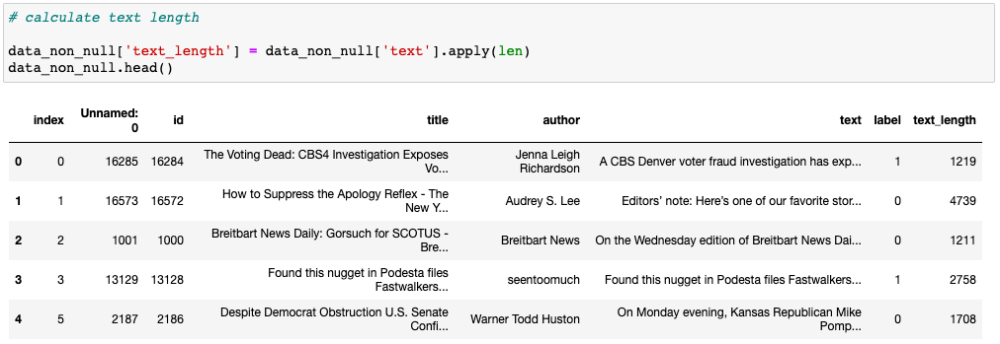 # calculate text length
data_non_null['text_length'] = data_non_null['text'].apply(len)
data_non_null.head()
index Unnamed: 0 id title author text label text_length
0 0 16285 16284 The Voting Dead: CBS4 Investigation Exposes Vo... Jenna Leigh Richardson A CBS Denver voter fraud investigation has exp... 1 1219
1 1 16573 16572 How to Suppress the Apology Reflex - The New Y... Audrey S. Lee Editors’ note: Here’s one of our favorite stor... 0 4739
2 2 1001 1000 Breitbart News Daily: Gorsuch for SCOTUS - Bre... Breitbart News On the Wednesday edition of Breitbart News Dai... 0 1211
3 3 13129 13128 Found this nugget in Podesta files Fastwalkers... seentoomuch Found this nugget in Podesta files Fastwalkers... 1 2758
4 5 2187 2186 Despite Democrat Obstruction U.S. Senate Confi... Warner Todd Huston On Monday evening, Kansas Republican Mike Pomp... 0 1708